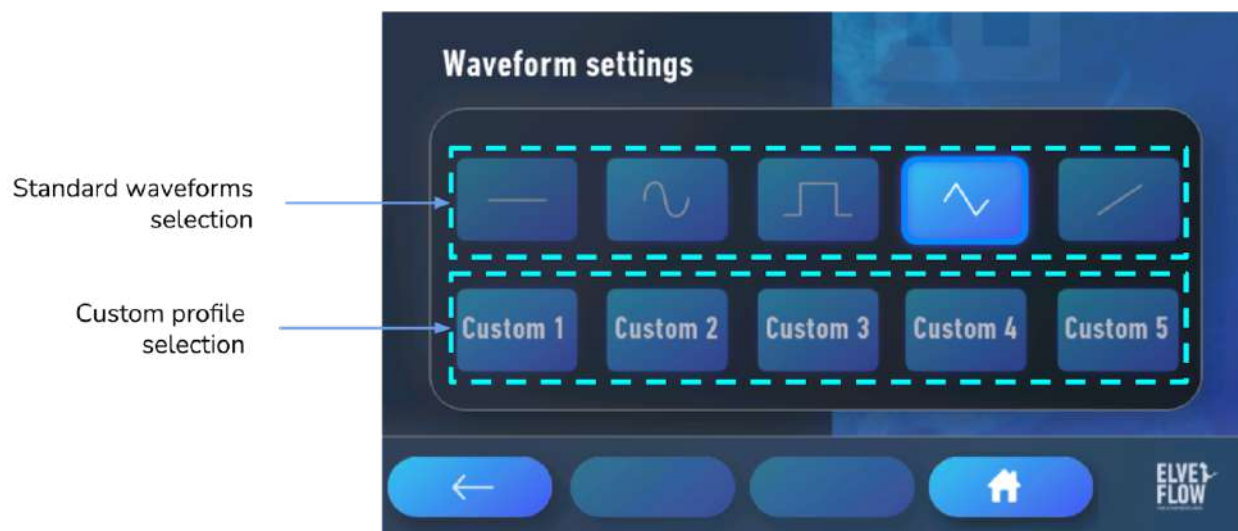 Waveform settings
Standard waveforms
selection
Custom profile
selection
Custom 1
Custom 2
Custom 3
Custom 4
Custom 5
ELVE
FLOW